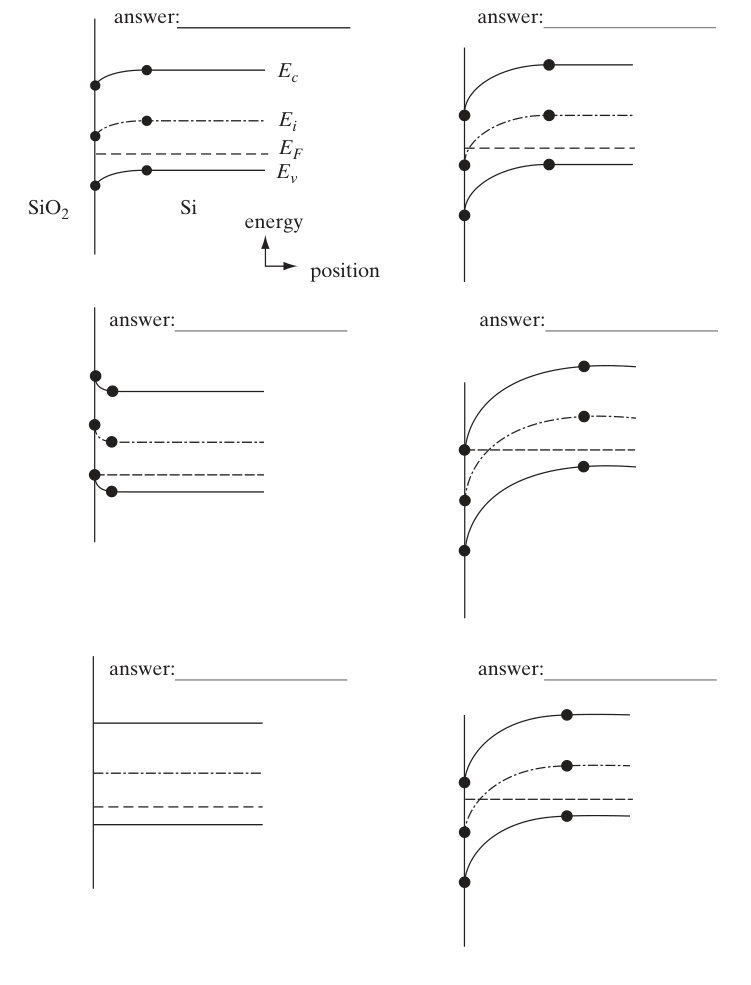 answer:
answer:
E_c
E_i
E_F
E_v
SiO₂
Si
energy
position
answer:
answer:
answer:
answer: